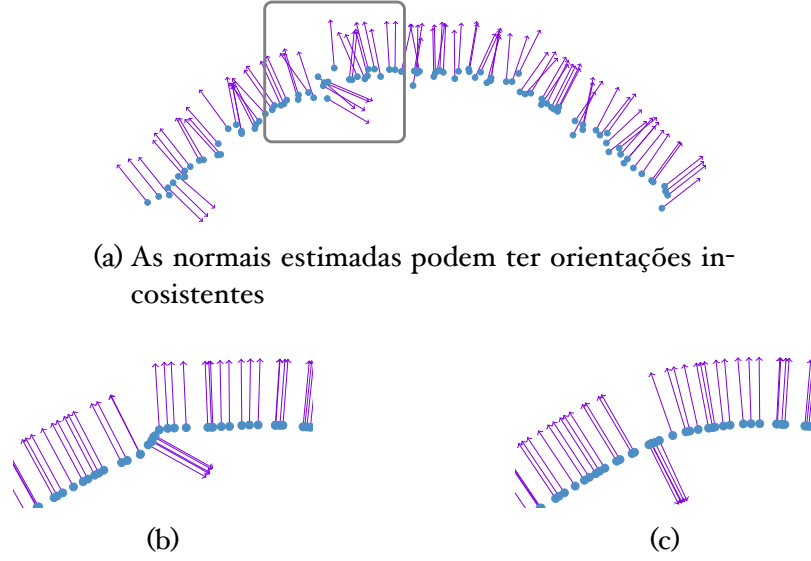 (a) As normais estimadas podem ter orientações in-
cosistentes
(b)
(c)